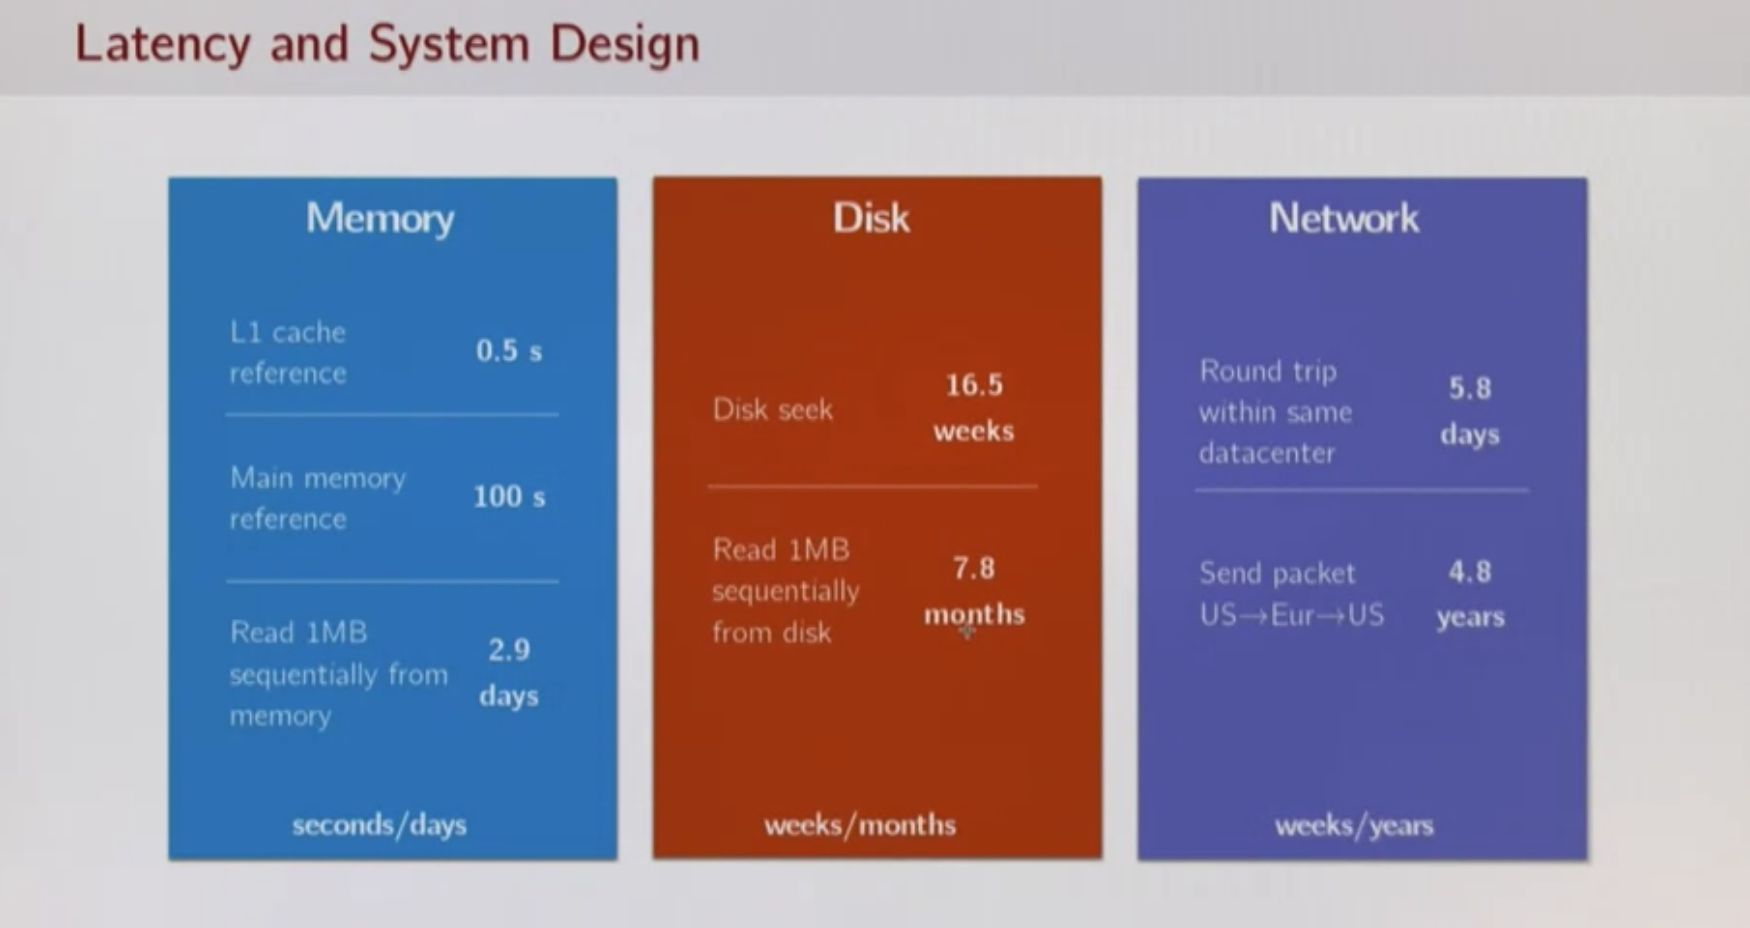 Latency and System Design
Memory
L1 cache
reference
0.5 s
Main memory
reference
100 s
Read 1MB
sequentially from
memory
2.9
days
seconds/days
Disk
Disk seek
16.5
weeks
Read 1MB
sequentially
from disk
7.8
months
weeks/months
Network
Round trip
within same
datacenter
5.8
days
Send packet
US→Eur→US
4.8
years
weeks/years